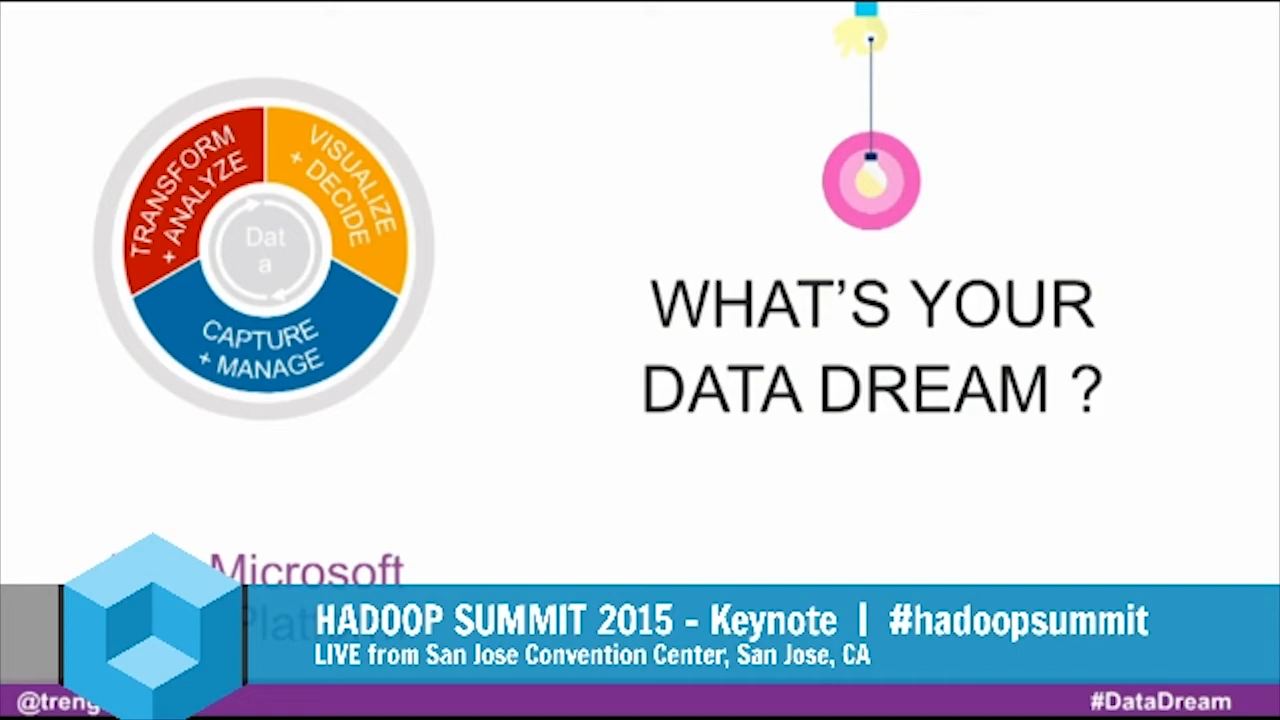 TRANSFORM
+ ANALYZE
VISUALIZE
+ DECIDE
Dat
a
CAPTURE
+ MANAGE
WHAT'S YOUR
DATA DREAM ?
Microsoft
HADOOP SUMMIT 2015 - Keynote | #hadoopsummit
LIVE from San Jose Convention Center, San Jose, CA
#DataDream